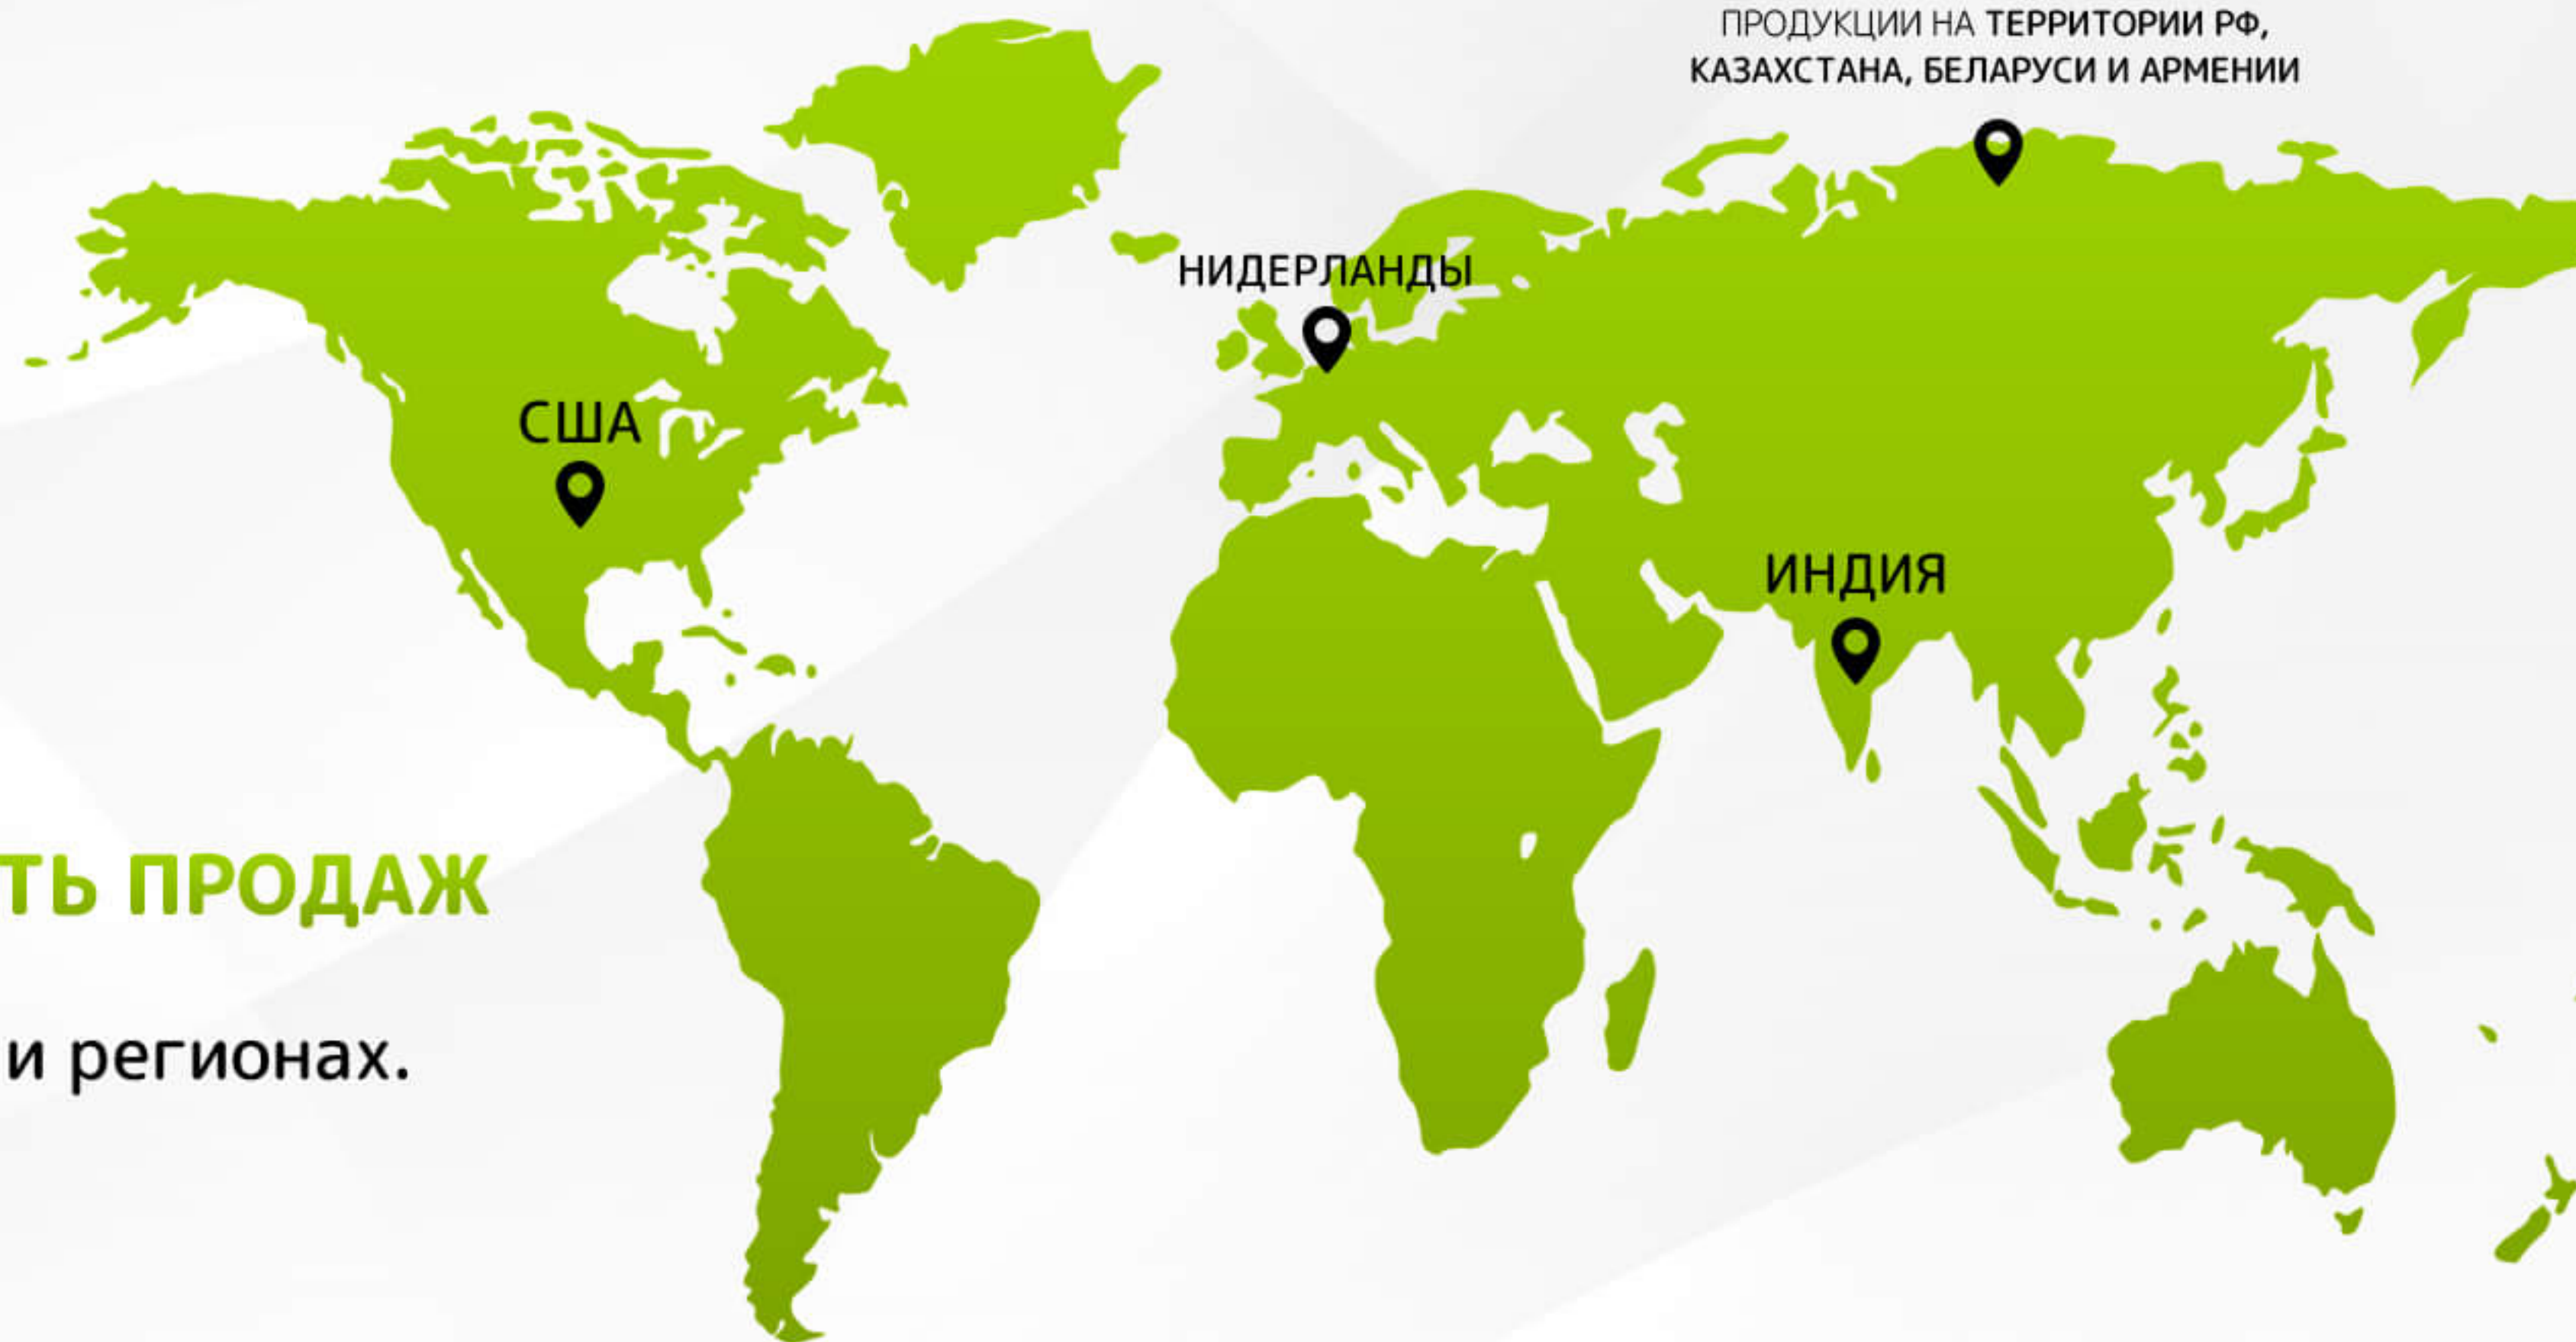 ПРОДУКЦИИ НА ТЕРРИТОРИИ РФ,
КАЗАХСТАНА, БЕЛАРУСИ И АРМЕНИИ
НИДЕРЛАНДЫ
США
ИНДИЯ
ТЬ ПРОДАЖ
и регионах.